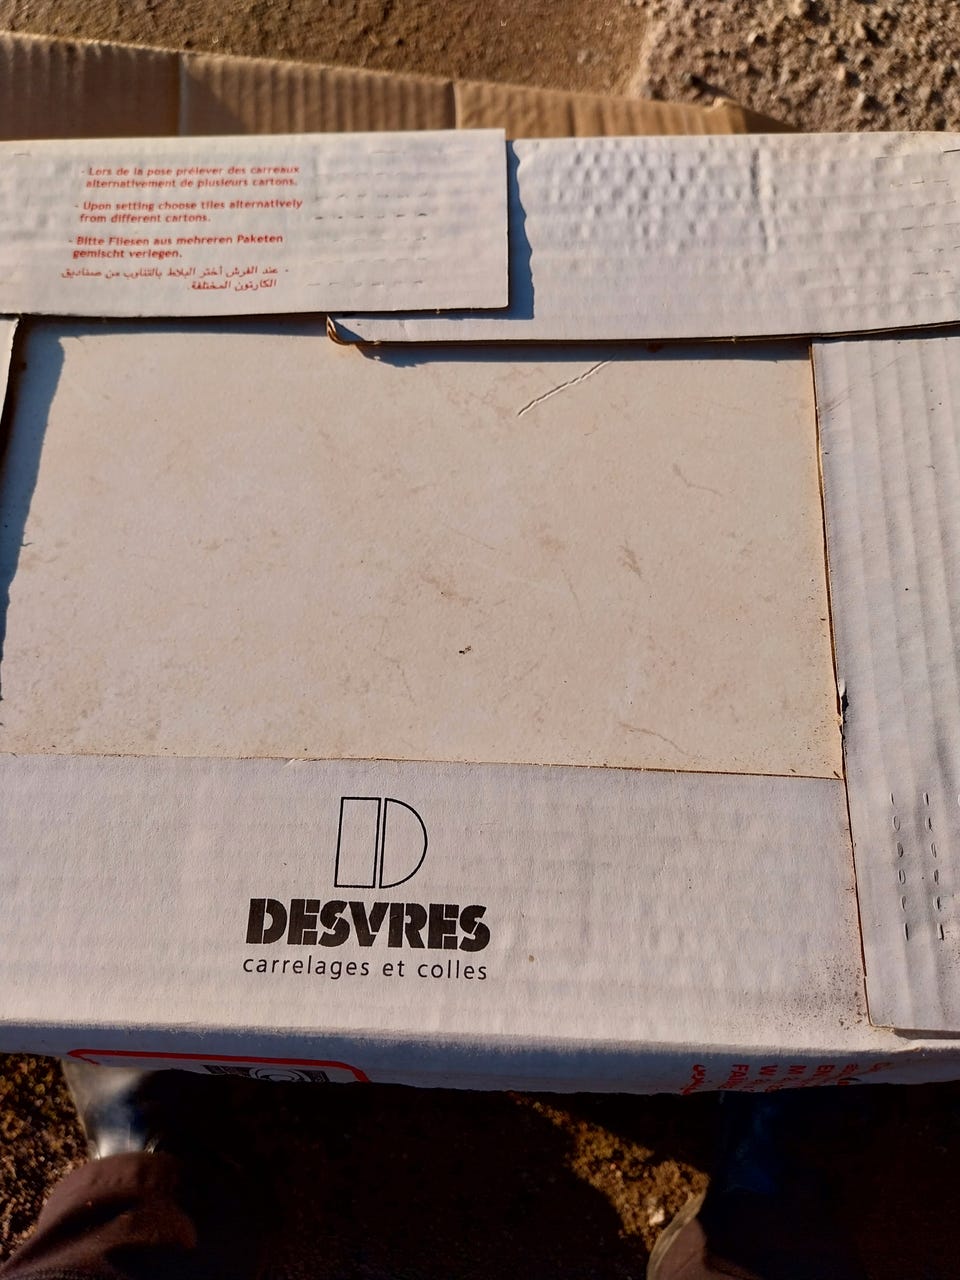 - Lors de la pose prélever des carreaux
alternativement de plusieurs cartons.
- Upon setting choose tiles alternatively
from different cartons.
- Bitte Fliesen aus mehreren Paketen
gemischt verlegen.
- عند الفرش أختر البلاط بالتناوب من صناديق
الكارتون المختلفة.
D
DESVRES
carrelages et colles